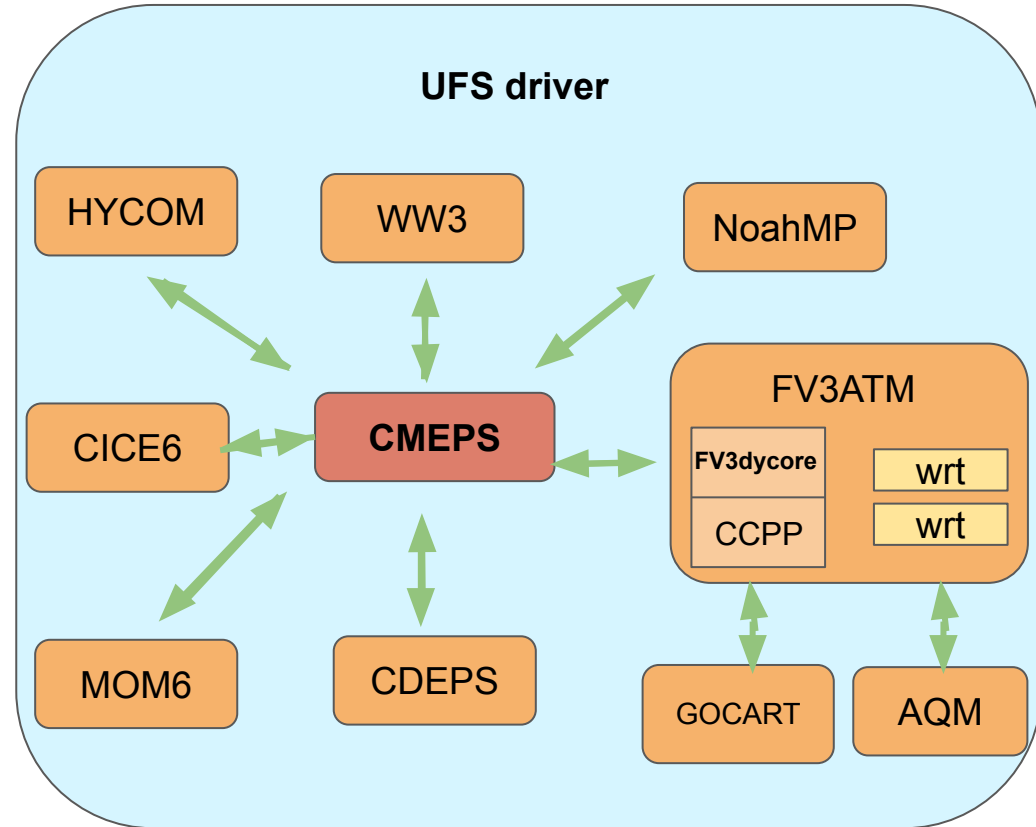 UFS driver
HYCOM
WW3
NoahMP
FV3ATM
CICE6
CMEPS
FV3dycore
wrt
CCPP
wrt
MOM6
CDEPS
GOCART
AQM